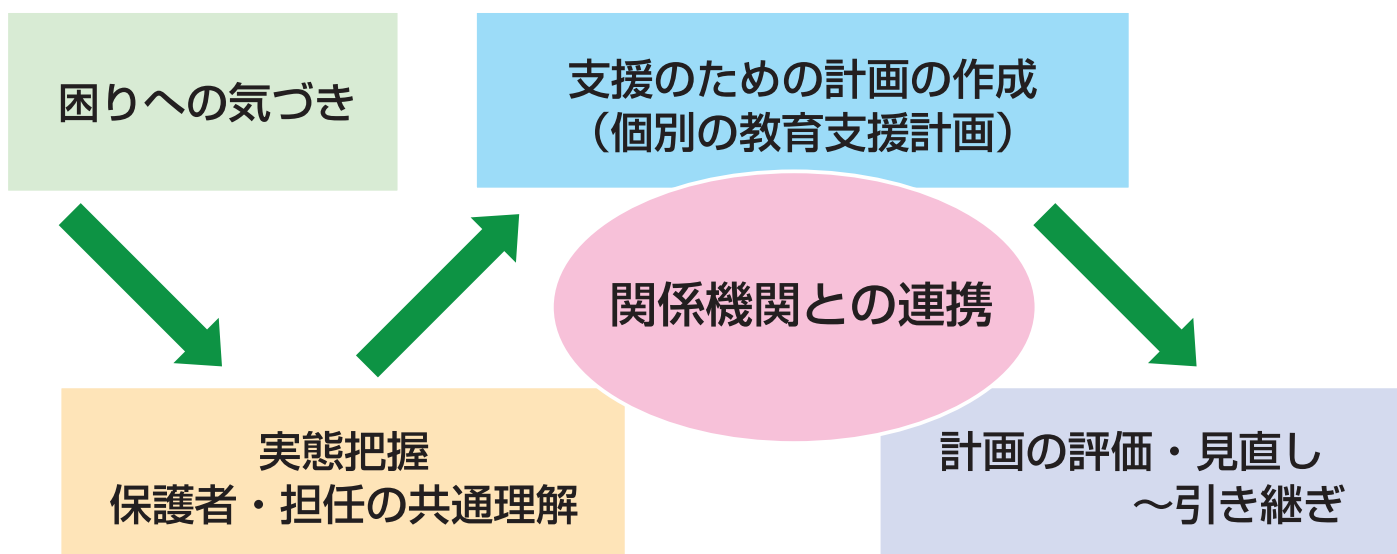 困りへの気づき
実態把握
保護者・担任の共通理解
支援のための計画の作成
（個別の教育支援計画）
関係機関との連携
計画の評価・見直し
～引き継ぎ